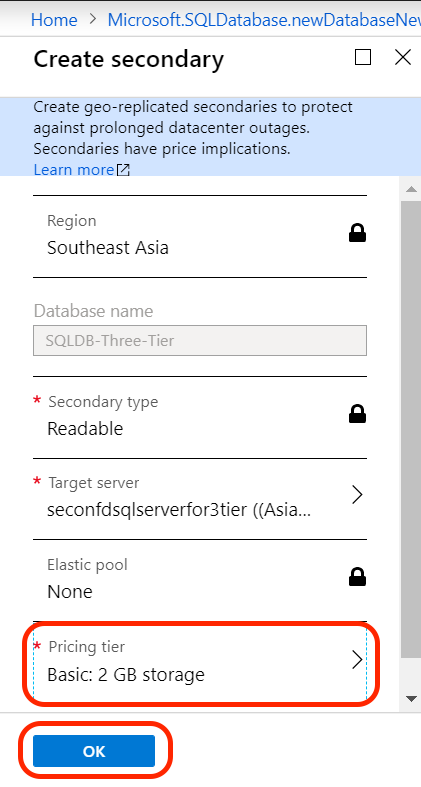 Home > Microsoft.SQLDatabase.newDatabaseNew
Create secondary
Create geo-replicated secondaries to protect
against prolonged datacenter outages.
Secondaries have price implications.
Learn more
Region
Southeast Asia
Database name
SQLDB-Three-Tier
* Secondary type
Readable
* Target server
seconfdsqlserverfor3tier ((Asia...
Elastic pool
None
* Pricing tier
Basic: 2 GB storage
OK